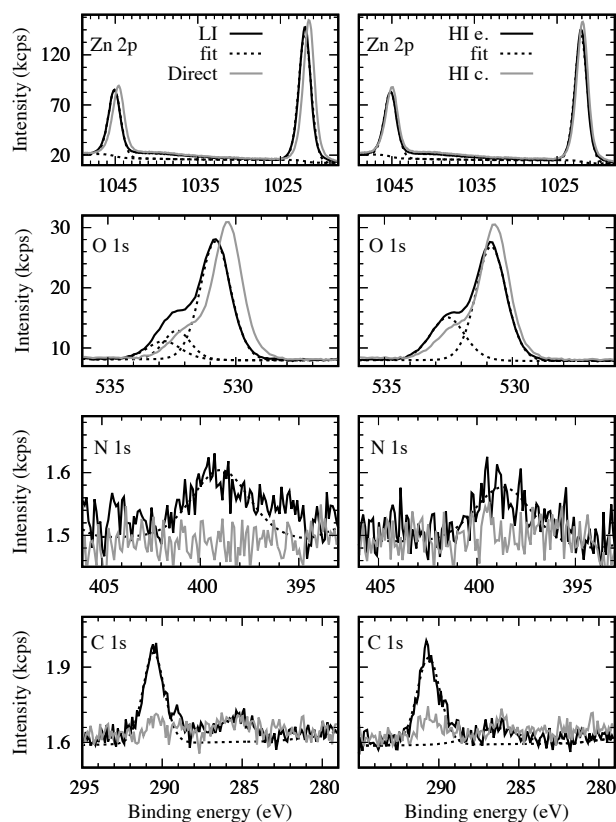 Zn 2p
LI
fit
Direct
Intensity (kcps)
160
120
70
20
1045
1035
1025
Zn 2p
HI e.
fit
HI c.
1045
1035
1025
O 1s
Intensity (kcps)
30
20
10
535
530
O 1s
535
530
N 1s
Intensity (kcps)
1.6
1.5
405
400
395
N 1s
405
400
395
C 1s
Intensity (kcps)
1.9
1.6
295
290
285
280
Binding energy (eV)
C 1s
295
290
285
280
Binding energy (eV)